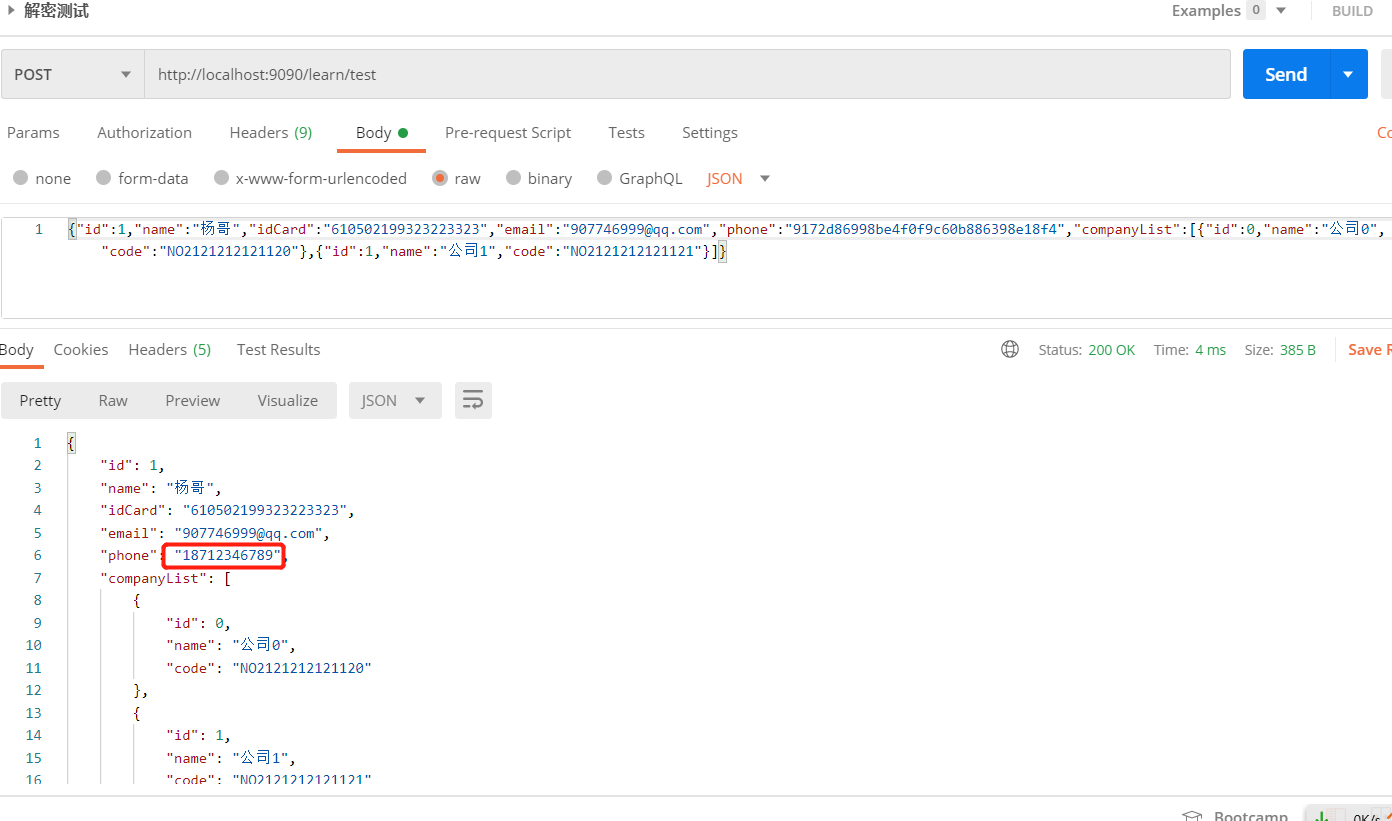 解密测试
Examples 0 BUILD
POST http://localhost:9090/learn/test Send
Params Authorization Headers (9) Body Pre-request Script Tests Settings
none form-data x-www-form-urlencoded raw binary GraphQL JSON
1 {"id":1,"name":"杨哥","idCard":"610502199323223323","email":"907746999@qq.com","phone":"9172d86998be4f0f9c60b886398e18f4","companyList":[{"id":0,"name":"公司0",
"code":"NO2121212121120"},{"id":1,"name":"公司1","code":"NO2121212121121"}]}
Body Cookies Headers (5) Test Results Status: 200 OK Time: 4 ms Size: 385 B Save
Pretty Raw Preview Visualize JSON
1 {
2 "id": 1,
3 "name": "杨哥",
4 "idCard": "610502199323223323",
5 "email": "907746999@qq.com",
6 "phone": "18712346789",
7 "companyList": [
8 {
9 "id": 0,
10 "name": "公司0",
11 "code": "NO2121212121120"
12 },
13 {
14 "id": 1,
15 "name": "公司1",
16 "code": "NO2121212121121"
Bootcamp 0K/s